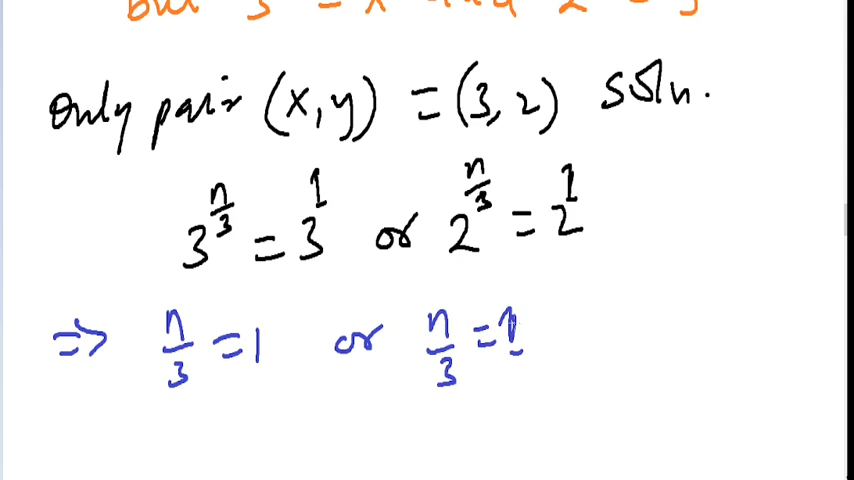 Only pair (x, y) = (3, 2) soln.
3^(n/3) = 3^1 or 2^(n/3) = 2^1
=> n/3 = 1 or n/3 = 1